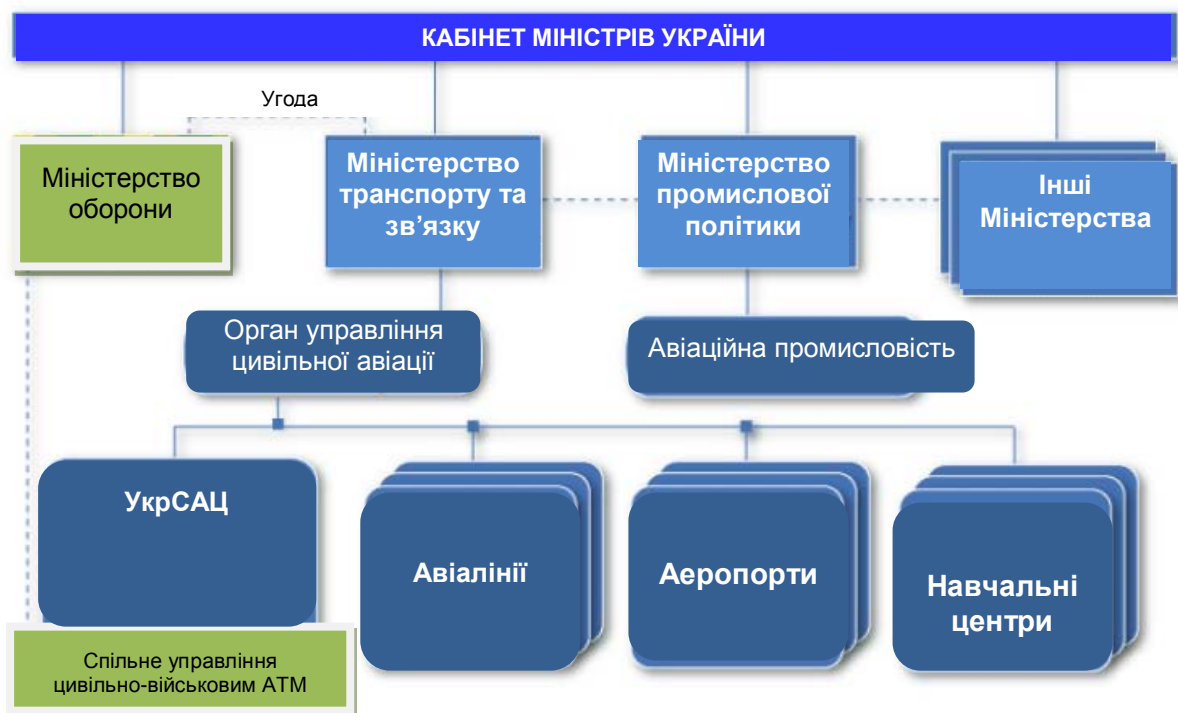 КАБІНЕТ МІНІСТРІВ УКРАЇНИ
Угода
Міністерство
оборони
Міністерство
транспорту та
зв’язку
Міністерство
промислової
політики
Інші
Міністерства
Орган управління
цивільної авіації
Авіаційна промисловість
УкрСАЦ
Авіалінії
Аеропорти
Навчальні
центри
Спільне управління
цивільно-військовим АТМ